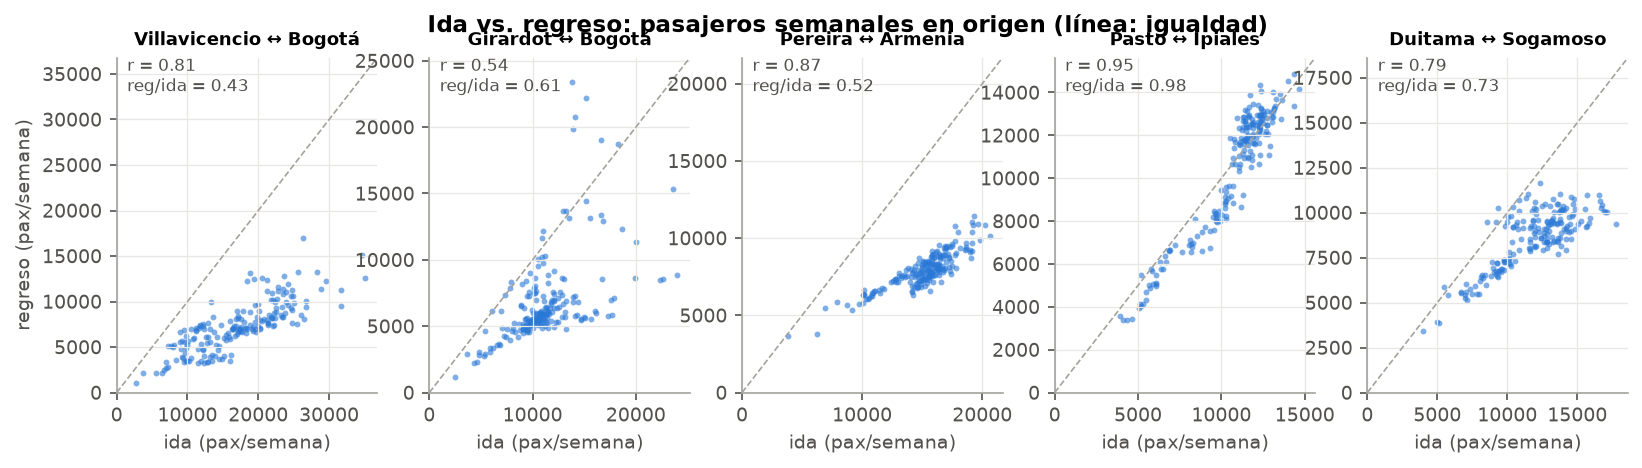 Ida vs. regreso: pasajeros semanales en origen (línea: igualdad)
Villavicencio ↔ Bogotá
r = 0.81
reg/ida = 0.43
regreso (pax/semana)
35000
30000
25000
20000
15000
10000
5000
0
0 10000 20000 30000
ida (pax/semana)
Girardot ↔ Bogotá
r = 0.54
reg/ida = 0.61
25000
20000
15000
10000
5000
0
0 10000 20000
ida (pax/semana)
Pereira ↔ Armenia
r = 0.87
reg/ida = 0.52
20000
15000
10000
5000
0
0 10000 20000
ida (pax/semana)
Pasto ↔ Ipiales
r = 0.95
reg/ida = 0.98
14000
12000
10000
8000
6000
4000
2000
0
0 5000 10000 15000
ida (pax/semana)
Duitama ↔ Sogamoso
r = 0.79
reg/ida = 0.73
17500
15000
12500
10000
7500
5000
2500
0
0 5000 10000 15000
ida (pax/semana)